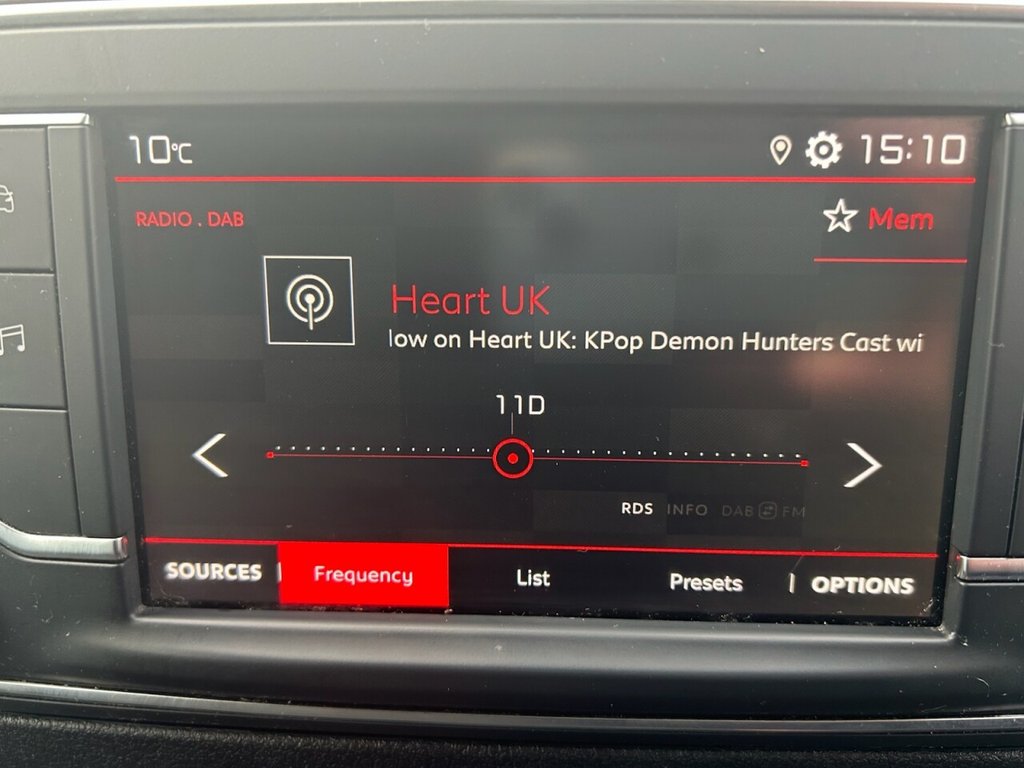 10°C
15:10
RADIO . DAB
Mem
Heart UK
low on Heart UK: KPop Demon Hunters Cast wi
11D
RDS INFO DAB FM
SOURCES Frequency List Presets OPTIONS